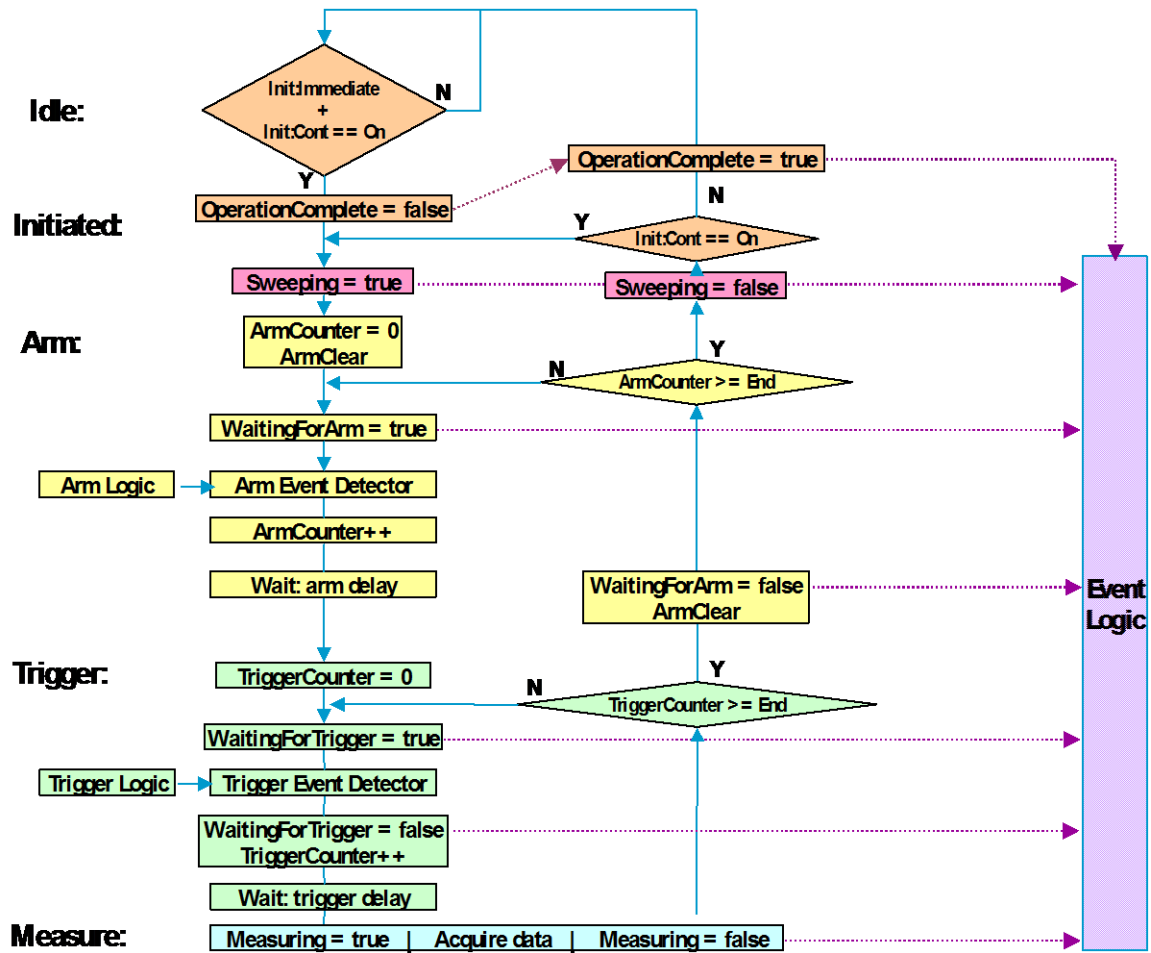 Idle:
Init:Immediate
+
Init:Cont == On
N
Y
OperationComplete = true
OperationComplete = false
N
Initiated:
Y
Init:Cont == On
Sweeping = true
Sweeping = false
Arm:
ArmCounter = 0
ArmClear
Y
N
ArmCounter >= End
WaitingForArm = true
Arm Logic
Arm Event Detector
ArmCounter++
Wait: arm delay
WaitingForArm = false
ArmClear
Event
Logic
Trigger:
TriggerCounter = 0
Y
N
TriggerCounter >= End
WaitingForTrigger = true
Trigger Logic
Trigger Event Detector
WaitingForTrigger = false
TriggerCounter++
Wait: trigger delay
Measure:
Measuring = true | Acquire data | Measuring = false